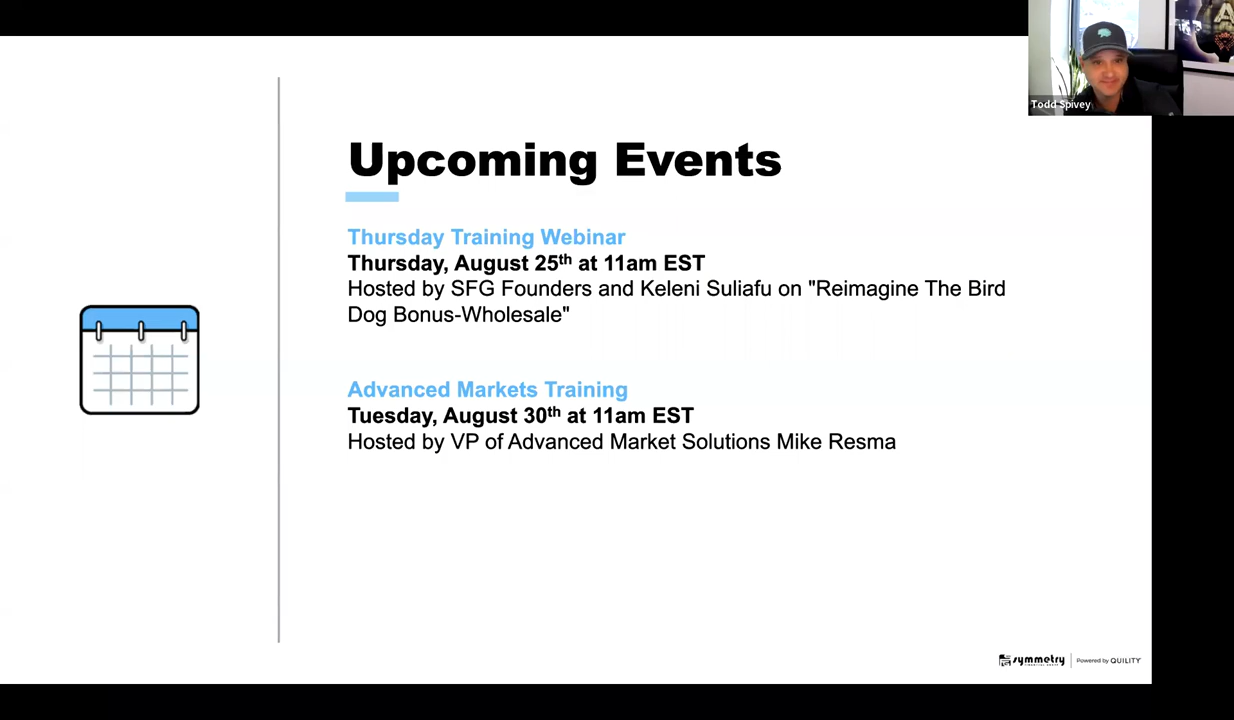 Todd Spivey
Upcoming Events
Thursday Training Webinar
Thursday, August 25th at 11am EST
Hosted by SFG Founders and Keleni Suliafu on "Reimagine The Bird
Dog Bonus-Wholesale"
Advanced Markets Training
Tuesday, August 30th at 11am EST
Hosted by VP of Advanced Market Solutions Mike Resma
symmetry
FINANCIAL GROUP
Powered by QUILITY